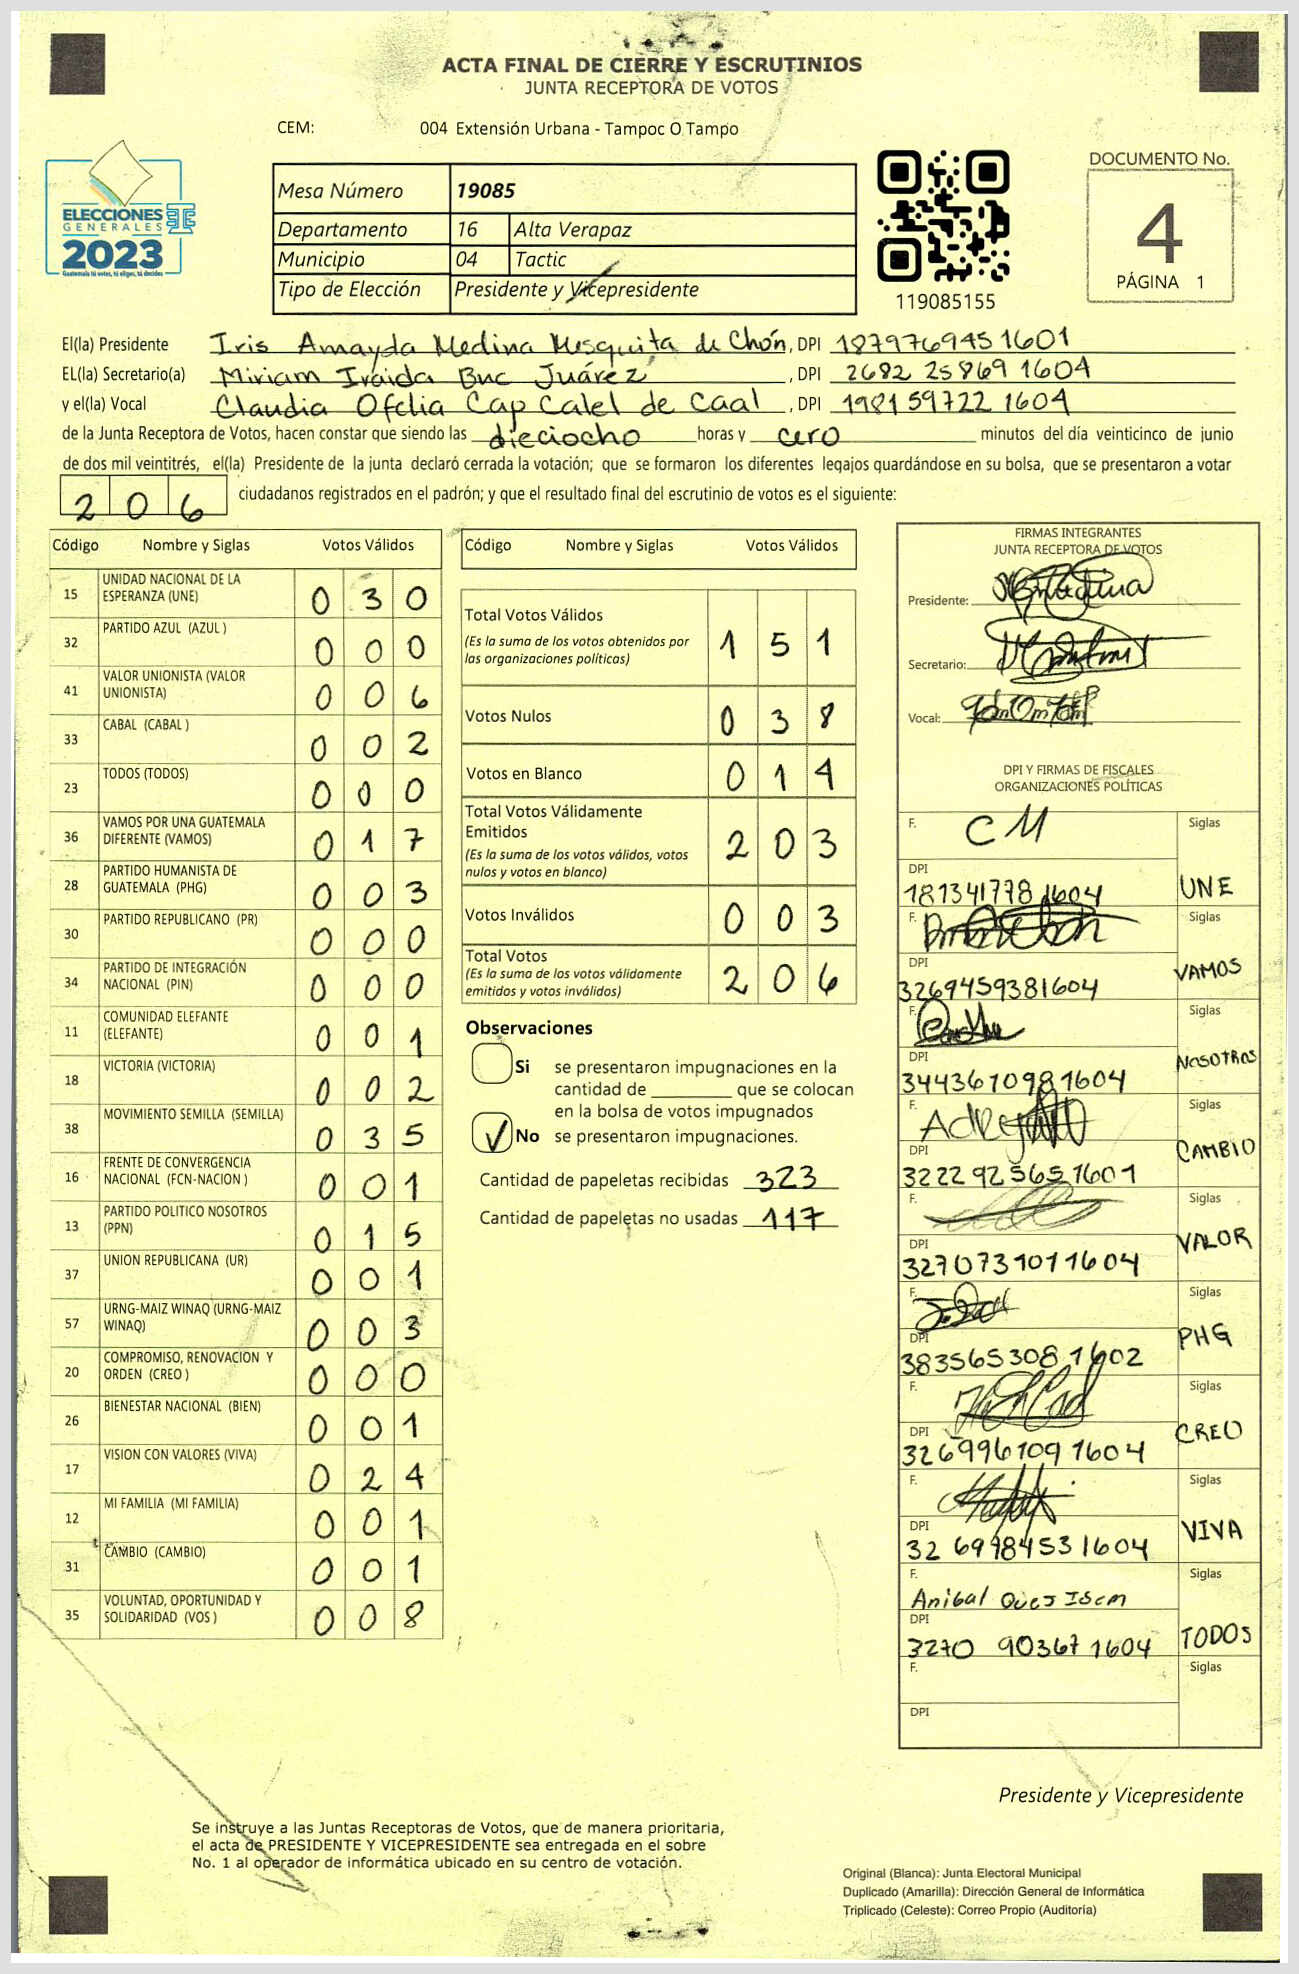 ACTA FINAL DE CIERRE Y ESCRUTINIOS
JUNTA RECEPTORA DE VOTOS
CEM: 004 Extensión Urbana - Tampoc O Tampo
ELECCIONES
GENERALES
2023
Guatemala tú votas, tú eliges, tú decides
Mesa Número 19085
Departamento 16 Alta Verapaz
Municipio 04 Tactic
Tipo de Elección Presidente y Vicepresidente
119085155
DOCUMENTO No.
4
PÁGINA 1
El(la) Presidente Iris Amayda Medina Mesquita de Chón, DPI 187976945 1601
EL(la) Secretario(a) Miriam Iraida Buc Juárez, DPI 2682 25869 1604
y el(la) Vocal Claudia Ofelia Cap Calel de Caal, DPI 1981 59722 1604
de la Junta Receptora de Votos, hacen constar que siendo las dieciocho horas y cero minutos del día veinticinco de junio
de dos mil veintitrés, el(la) Presidente de la junta declaró cerrada la votación; que se formaron los diferentes legajos guardándose en su bolsa, que se presentaron a votar
206 ciudadanos registrados en el padrón; y que el resultado final del escrutinio de votos es el siguiente:
Código Nombre y Siglas Votos Válidos
15 UNIDAD NACIONAL DE LA ESPERANZA (UNE) 0 3 0
32 PARTIDO AZUL (AZUL ) 0 0 0
41 VALOR UNIONISTA (VALOR UNIONISTA) 0 0 6
33 CABAL (CABAL ) 0 0 2
23 TODOS (TODOS) 0 0 0
36 VAMOS POR UNA GUATEMALA DIFERENTE (VAMOS) 0 1 7
28 PARTIDO HUMANISTA DE GUATEMALA (PHG) 0 0 3
30 PARTIDO REPUBLICANO (PR) 0 0 0
34 PARTIDO DE INTEGRACIÓN NACIONAL (PIN) 0 0 0
11 COMUNIDAD ELEFANTE (ELEFANTE) 0 0 1
18 VICTORIA (VICTORIA) 0 0 2
38 MOVIMIENTO SEMILLA (SEMILLA) 0 3 5
16 FRENTE DE CONVERGENCIA NACIONAL (FCN-NACION ) 0 0 1
13 PARTIDO POLITICO NOSOTROS (PPN) 0 1 5
37 UNION REPUBLICANA (UR) 0 0 1
57 URNG-MAIZ WINAQ (URNG-MAIZ WINAQ) 0 0 3
20 COMPROMISO, RENOVACION Y ORDEN (CREO ) 0 0 0
26 BIENESTAR NACIONAL (BIEN) 0 0 1
17 VISION CON VALORES (VIVA) 0 2 4
12 MI FAMILIA (MI FAMILIA) 0 0 1
31 CAMBIO (CAMBIO) 0 0 1
35 VOLUNTAD, OPORTUNIDAD Y SOLIDARIDAD (VOS ) 0 0 8
Código Nombre y Siglas Votos Válidos
Total Votos Válidos 1 5 1
(Es la suma de los votos obtenidos por
las organizaciones políticas)
Votos Nulos 0 3 8
Votos en Blanco 0 1 4
Total Votos Válidamente
Emitidos 2 0 3
(Es la suma de los votos válidos, votos
nulos y votos en blanco)
Votos Inválidos 0 0 3
Total Votos 2 0 6
(Es la suma de los votos válidamente
emitidos y votos inválidos)
Observaciones
Si se presentaron impugnaciones en la
cantidad de ________ que se colocan
en la bolsa de votos impugnados
No se presentaron impugnaciones.
Cantidad de papeletas recibidas 323
Cantidad de papeletas no usadas 117
FIRMAS INTEGRANTES
JUNTA RECEPTORA DE VOTOS
Presidente:
Secretario:
Vocal:
DPI Y FIRMAS DE FISCALES
ORGANIZACIONES POLÍTICAS
F. CM Siglas
DPI 181341778 1604 UNE
F. Siglas
DPI 3269459381604 VAMOS
F. Siglas
DPI 3443610981604 NOSOTROS
F. Siglas
DPI 3222925651601 CAMBIO
F. Siglas
DPI 3270731011604 VALOR
F. Siglas
DPI 383565308 1602 PHG
F. Siglas
DPI 326996109 1604 CREO
F. Siglas
DPI 32 69984531604 VIVA
F. Anibal Siglas
DPI 3270 90367 1604 TODOS
F. Siglas
DPI
Presidente y Vicepresidente
Se instruye a las Juntas Receptoras de Votos, que de manera prioritaria,
el acta de PRESIDENTE Y VICEPRESIDENTE sea entregada en el sobre
No. 1 al operador de informática ubicado en su centro de votación.
Original (Blanca): Junta Electoral Municipal
Duplicado (Amarilla): Dirección General de Informática
Triplicado (Celeste): Correo Propio (Auditoría)